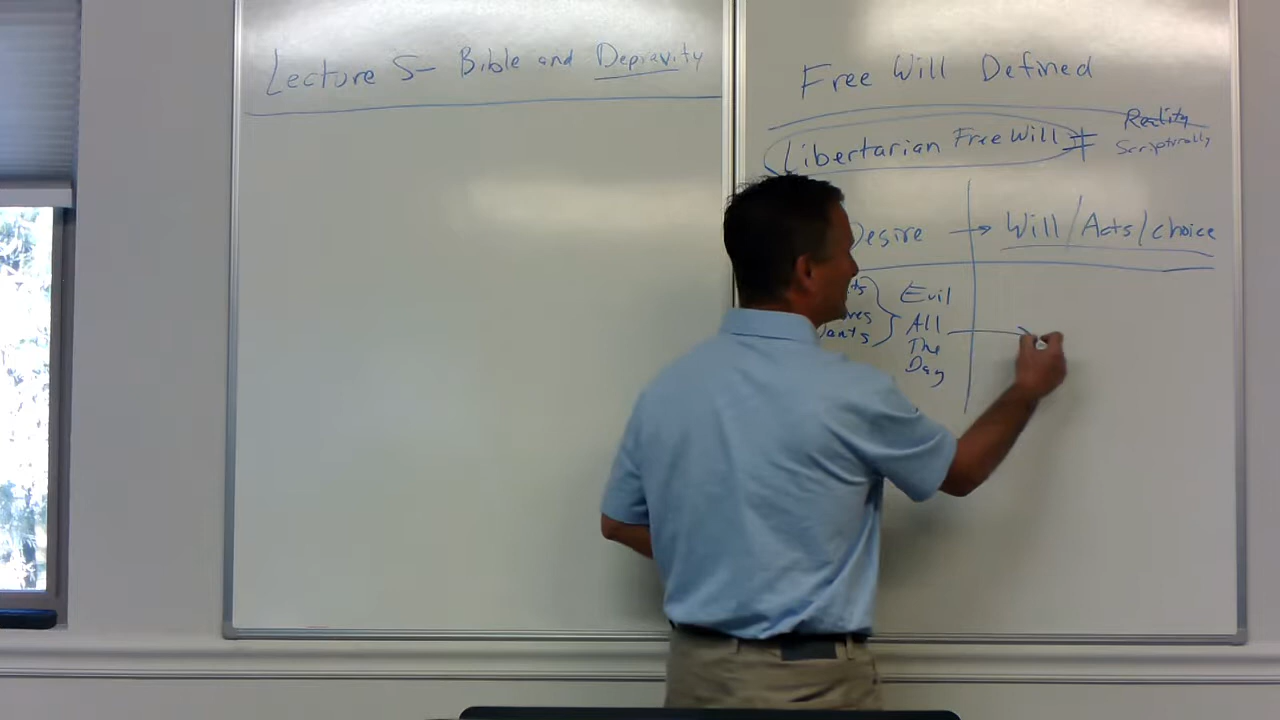 Lecture 5- Bible and Depravity
Free Will Defined
Libertarian Free Will ≠ Reality
Scripturally
Desire → Will/Acts/choice
Evil
All
The
Day